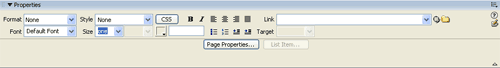 Properties
Format None Style None CSS B I Link
Font Default Font Size none Target
Page Properties... List Item...